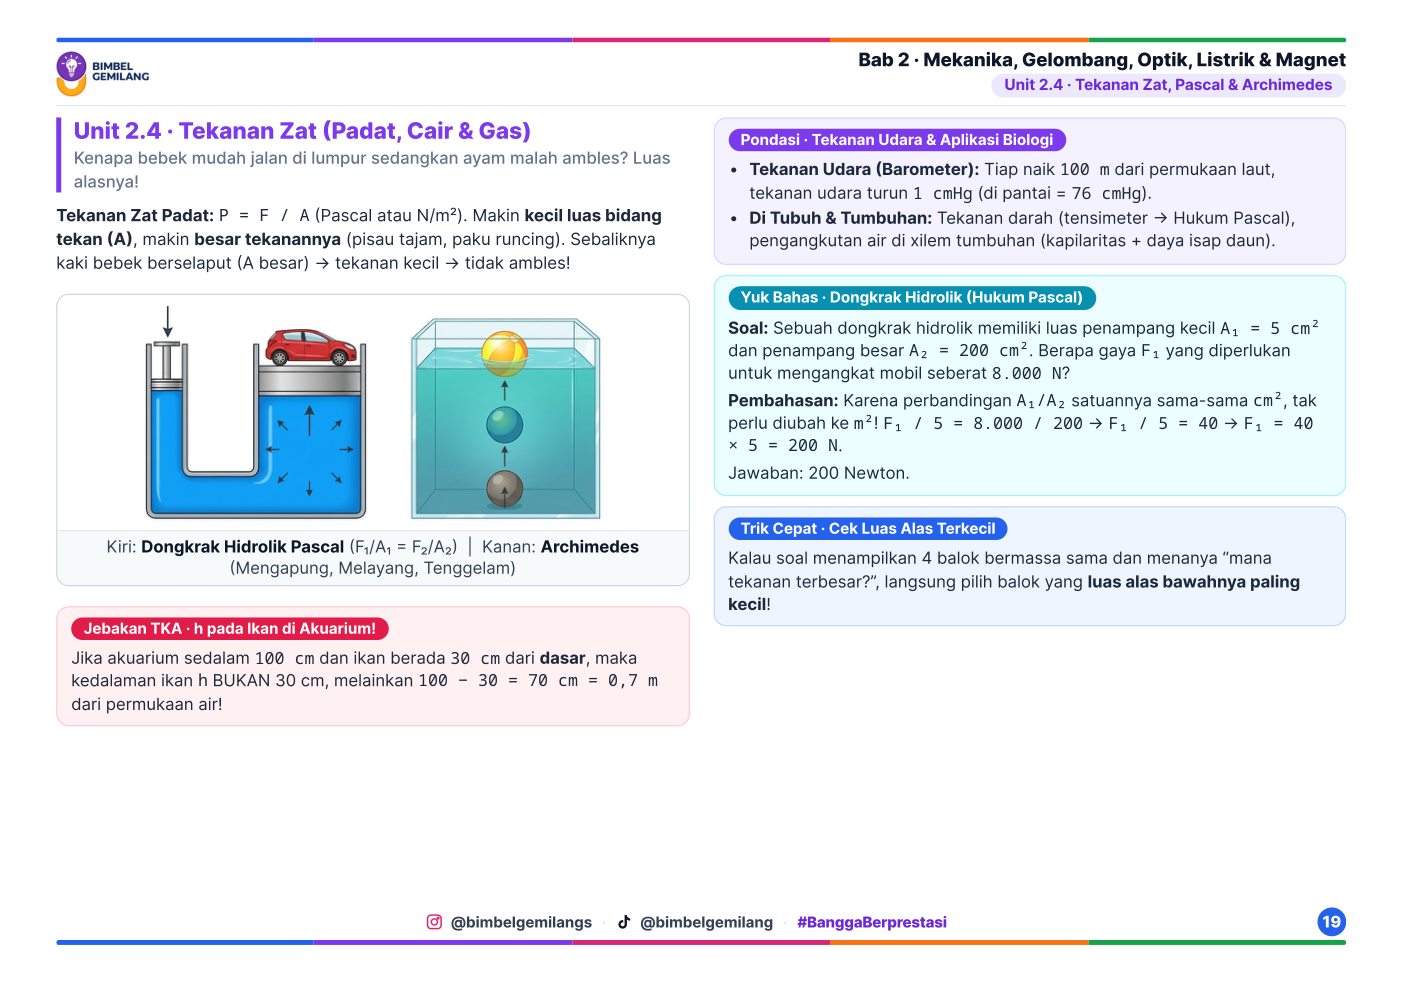 BIMBEL
GEMILANG
Bab 2 · Mekanika, Gelombang, Optik, Listrik & Magnet
Unit 2.4 · Tekanan Zat, Pascal & Archimedes
Unit 2.4 · Tekanan Zat (Padat, Cair & Gas)
Kenapa bebek mudah jalan di lumpur sedangkan ayam malah ambles? Luas
alasnya!
Tekanan Zat Padat: P = F / A (Pascal atau N/m²). Makin kecil luas bidang
tekan (A), makin besar tekanannya (pisau tajam, paku runcing). Sebaliknya
kaki bebek berselaput (A besar) → tekanan kecil → tidak ambles!
Kiri: Dongkrak Hidrolik Pascal (F₁/A₁ = F₂/A₂) | Kanan: Archimedes
(Mengapung, Melayang, Tenggelam)
Jebakan TKA · h pada Ikan di Akuarium!
Jika akuarium sedalam 100 cm dan ikan berada 30 cm dari dasar, maka
kedalaman ikan h BUKAN 30 cm, melainkan 100 − 30 = 70 cm = 0,7 m
dari permukaan air!
Pondasi · Tekanan Udara & Aplikasi Biologi
• Tekanan Udara (Barometer): Tiap naik 100 m dari permukaan laut,
tekanan udara turun 1 cmHg (di pantai = 76 cmHg).
• Di Tubuh & Tumbuhan: Tekanan darah (tensimeter → Hukum Pascal),
pengangkutan air di xilem tumbuhan (kapilaritas + daya isap daun).
Yuk Bahas · Dongkrak Hidrolik (Hukum Pascal)
Soal: Sebuah dongkrak hidrolik memiliki luas penampang kecil A₁ = 5 cm²
dan penampang besar A₂ = 200 cm². Berapa gaya F₁ yang diperlukan
untuk mengangkat mobil seberat 8.000 N?
Pembahasan: Karena perbandingan A₁/A₂ satuannya sama-sama cm², tak
perlu diubah ke m²! F₁ / 5 = 8.000 / 200 → F₁ / 5 = 40 → F₁ = 40
× 5 = 200 N.
Jawaban: 200 Newton.
Trik Cepat · Cek Luas Alas Terkecil
Kalau soal menampilkan 4 balok bermassa sama dan menanya “mana
tekanan terbesar?”, langsung pilih balok yang luas alas bawahnya paling
kecil!
@bimbelgemilangs · @bimbelgemilang · #BanggaBerprestasi
19